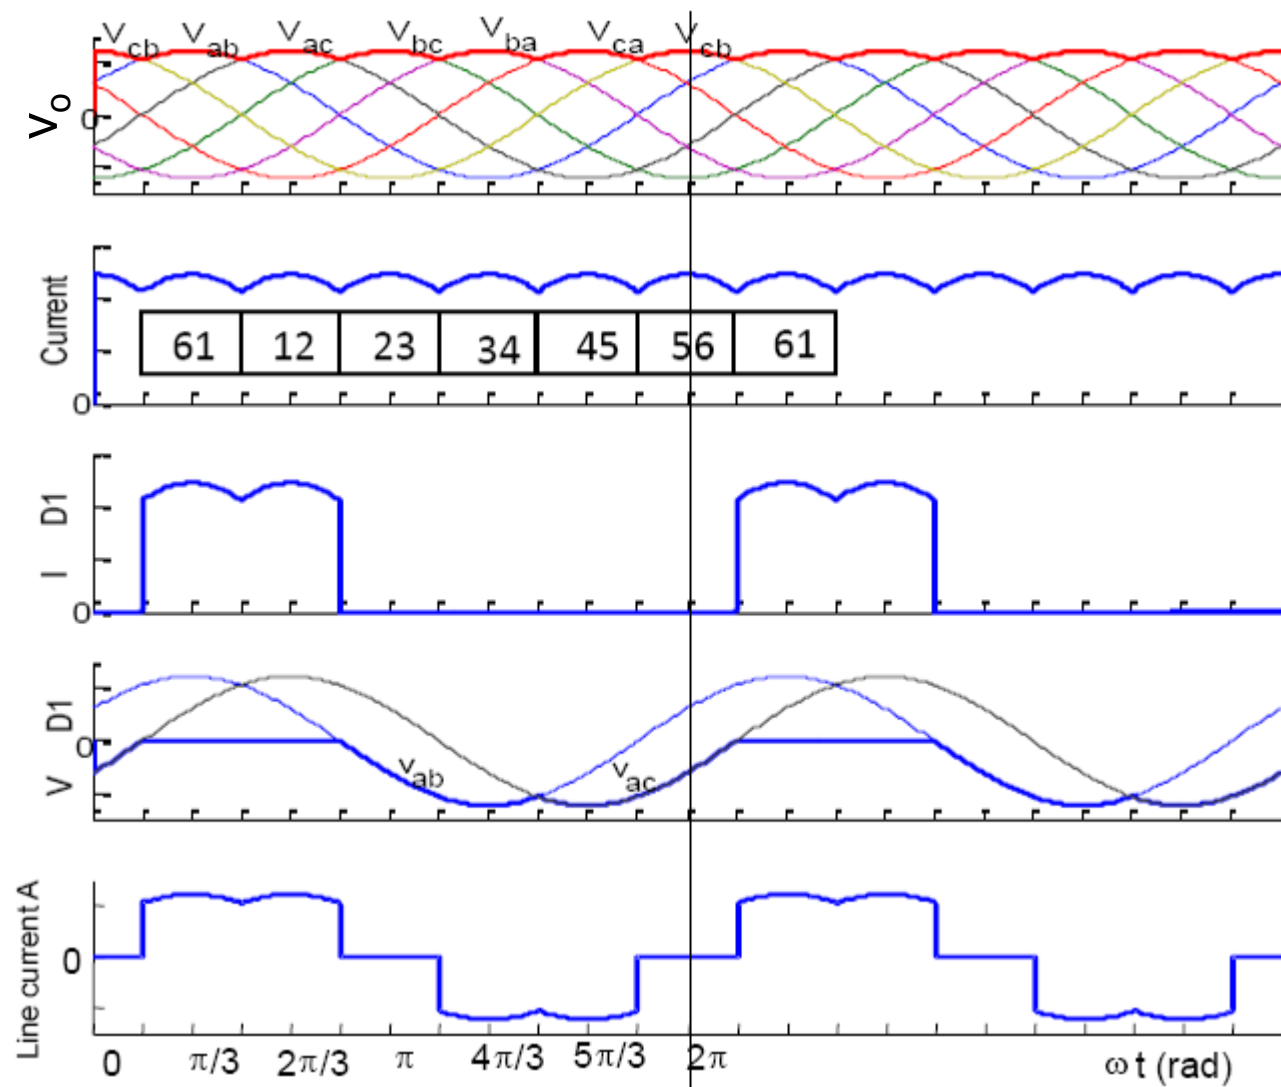 Vcb Vab Vac Vbc Vba Vca Vcb
Vo
0
Current
61 12 23 34 45 56 61
0
I D1
0
V D1
0
vab vac
Line current A
0
0 π/3 2π/3 π 4π/3 5π/3 2π ωt (rad)